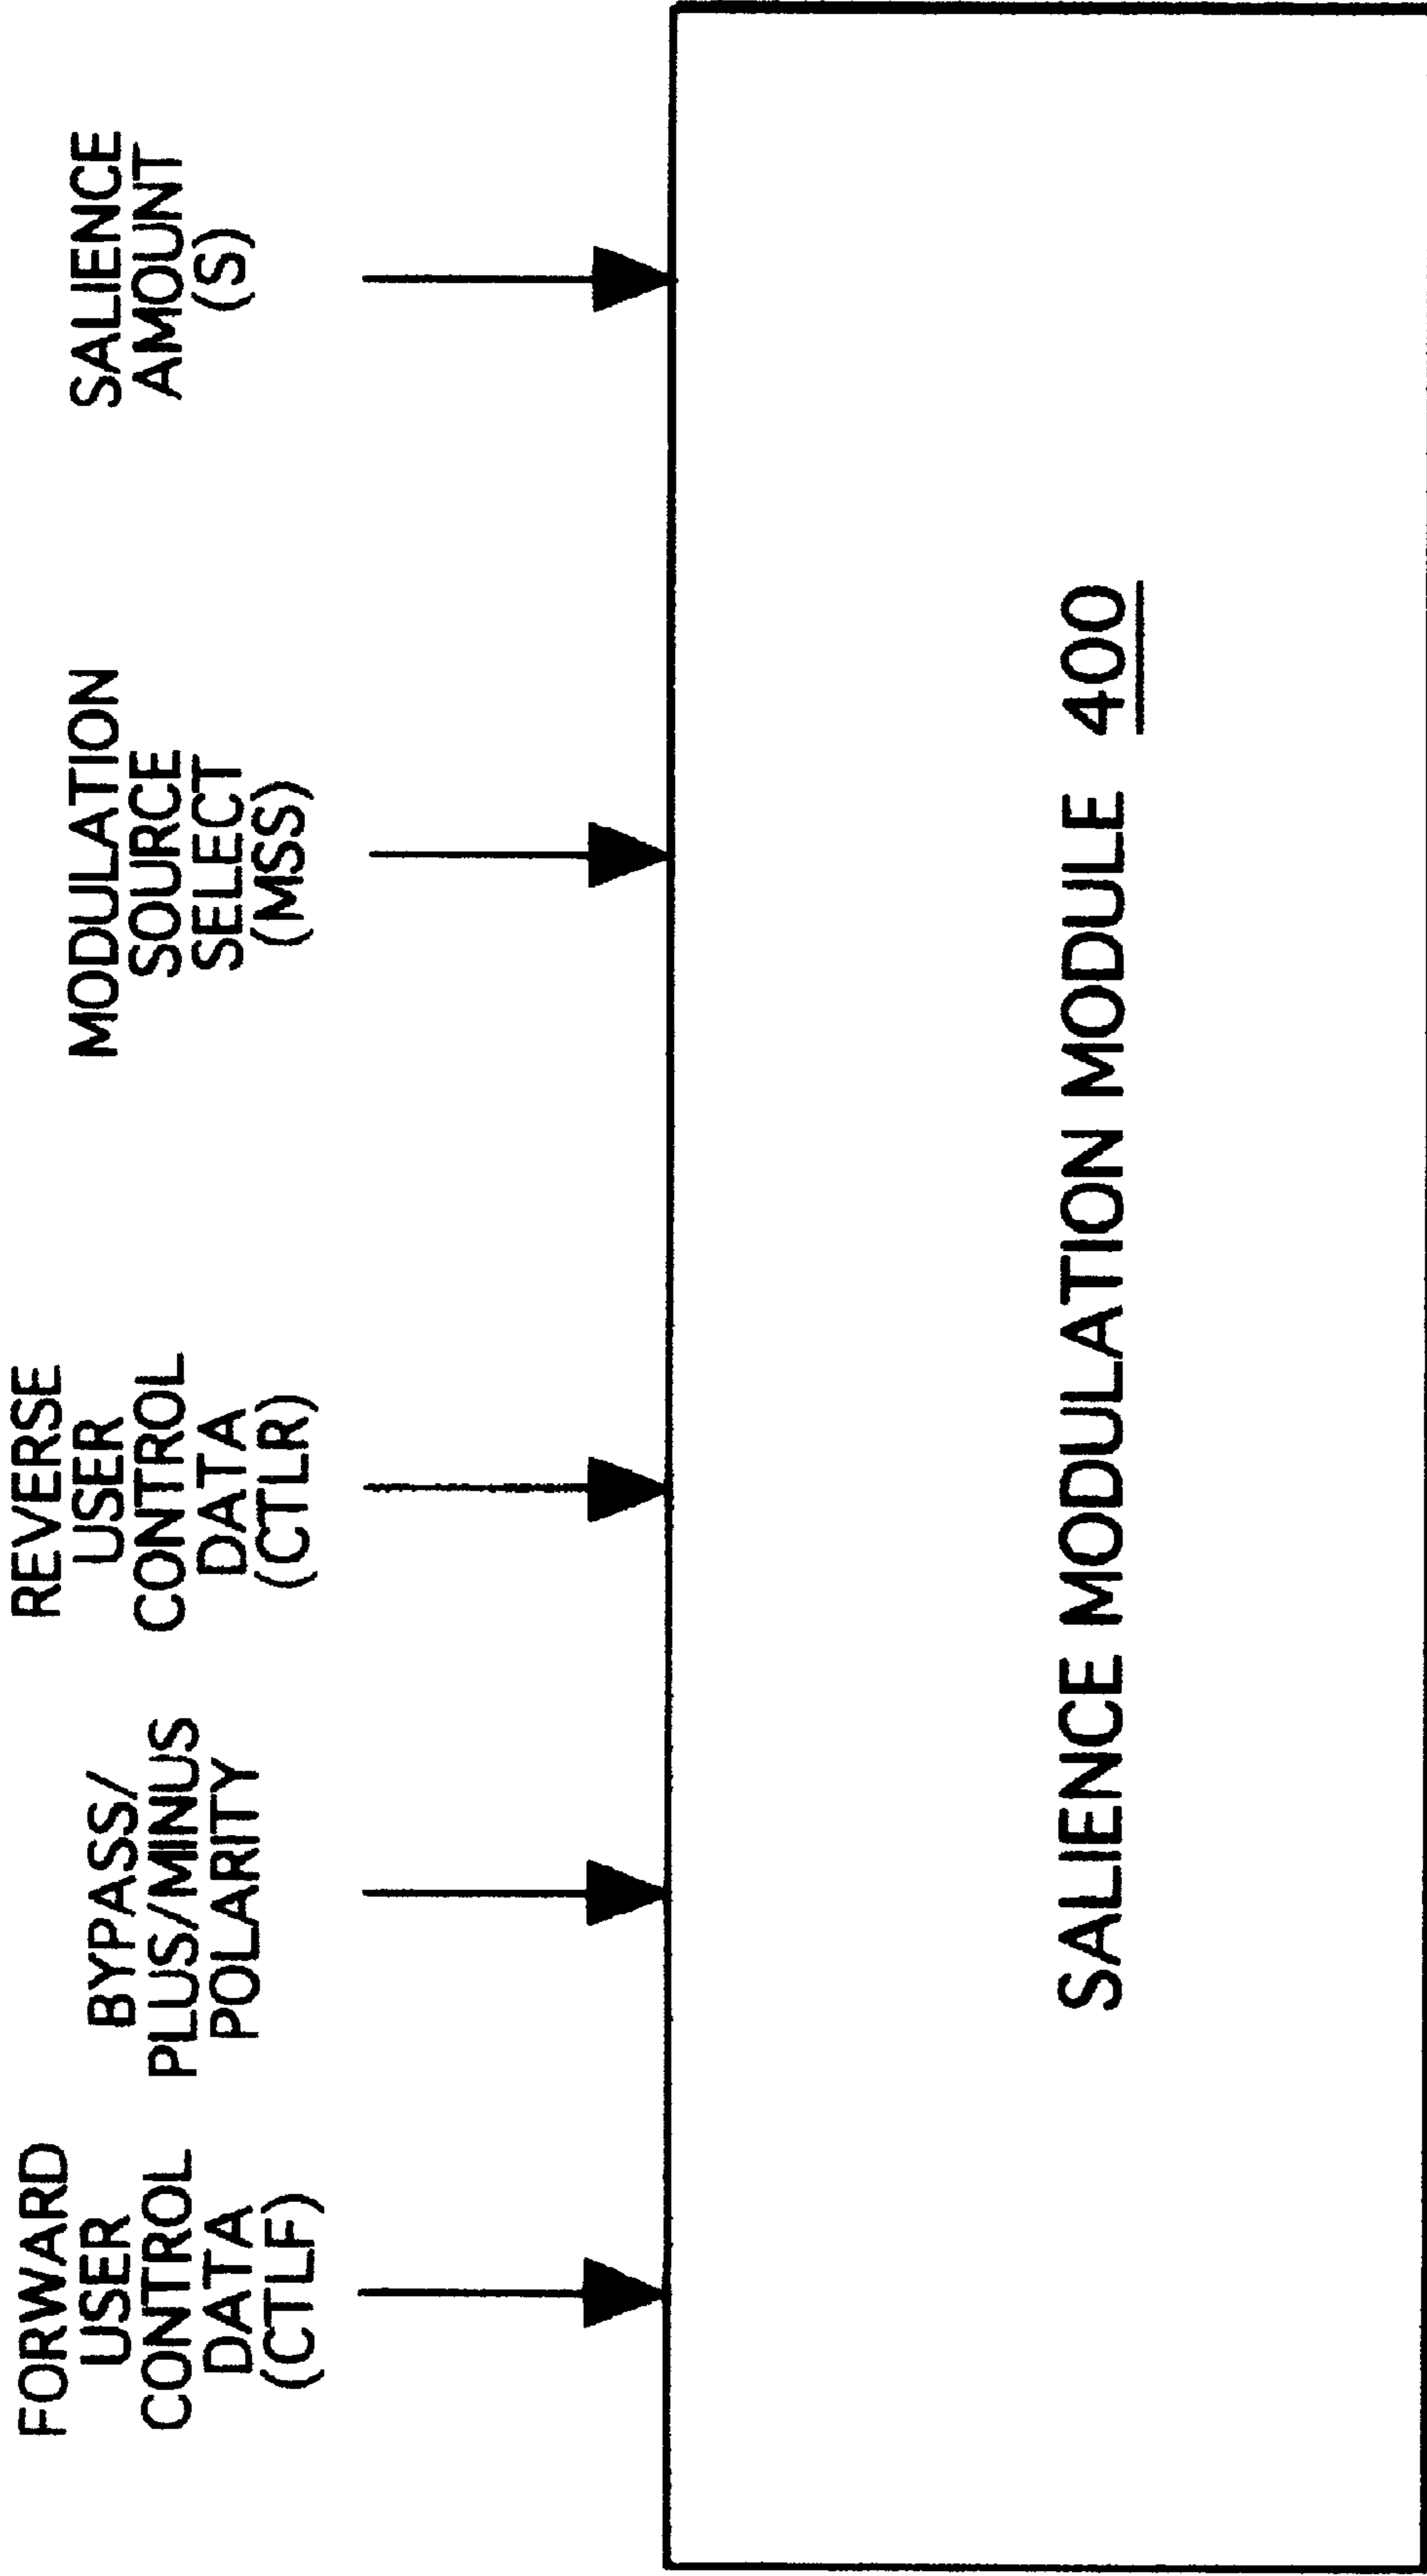 FORWARD
USER
CONTROL
DATA
(CTLF)
BYPASS/
PLUS/MINUS
POLARITY
REVERSE
USER
CONTROL
DATA
(CTLR)
MODULATION
SOURCE
SELECT
(MSS)
SALIENCE
AMOUNT
(S)
SALIENCE MODULATION MODULE 400